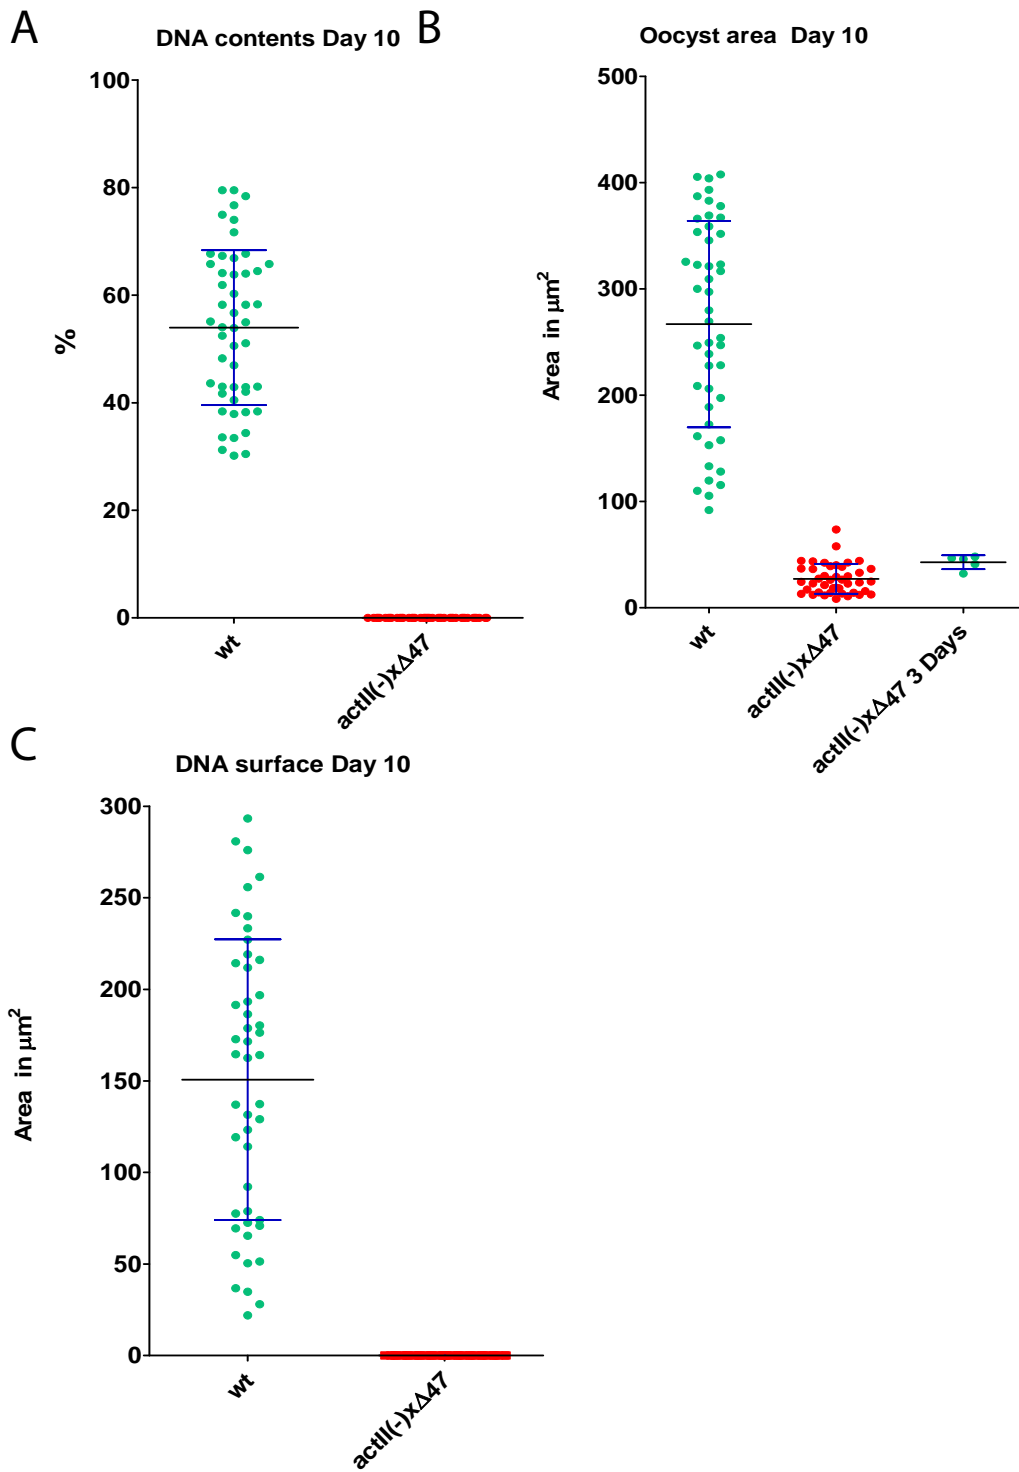 A
DNA contents Day 10
100
80
60
40
20
0
%
wt
actII(-)xΔ47
B
Oocyst area Day 10
500
400
300
200
100
0
Area in μm²
wt
actII(-)xΔ47
actII(-)xΔ47 3 Days
C
DNA surface Day 10
300
250
200
150
100
50
0
Area in μm²
wt
actII(-)xΔ47